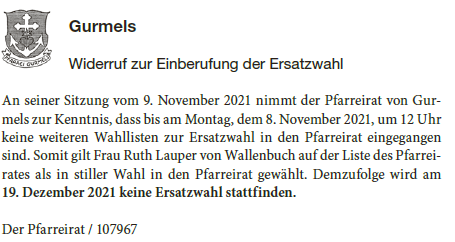 PFARREI GURMELS
Gurmels
Widerruf zur Einberufung der Ersatzwahl
An seiner Sitzung vom 9. November 2021 nimmt der Pfarreirat von Gur-
mels zur Kenntnis, dass bis am Montag, dem 8. November 2021, um 12 Uhr
keine weiteren Wahllisten zur Ersatzwahl in den Pfarreirat eingegangen
sind. Somit gilt Frau Ruth Lauper von Wallenbuch auf der Liste des Pfarrei-
rates als in stiller Wahl in den Pfarreirat gewählt. Demzufolge wird am
19. Dezember 2021 keine Ersatzwahl stattfinden.
Der Pfarreirat / 107967